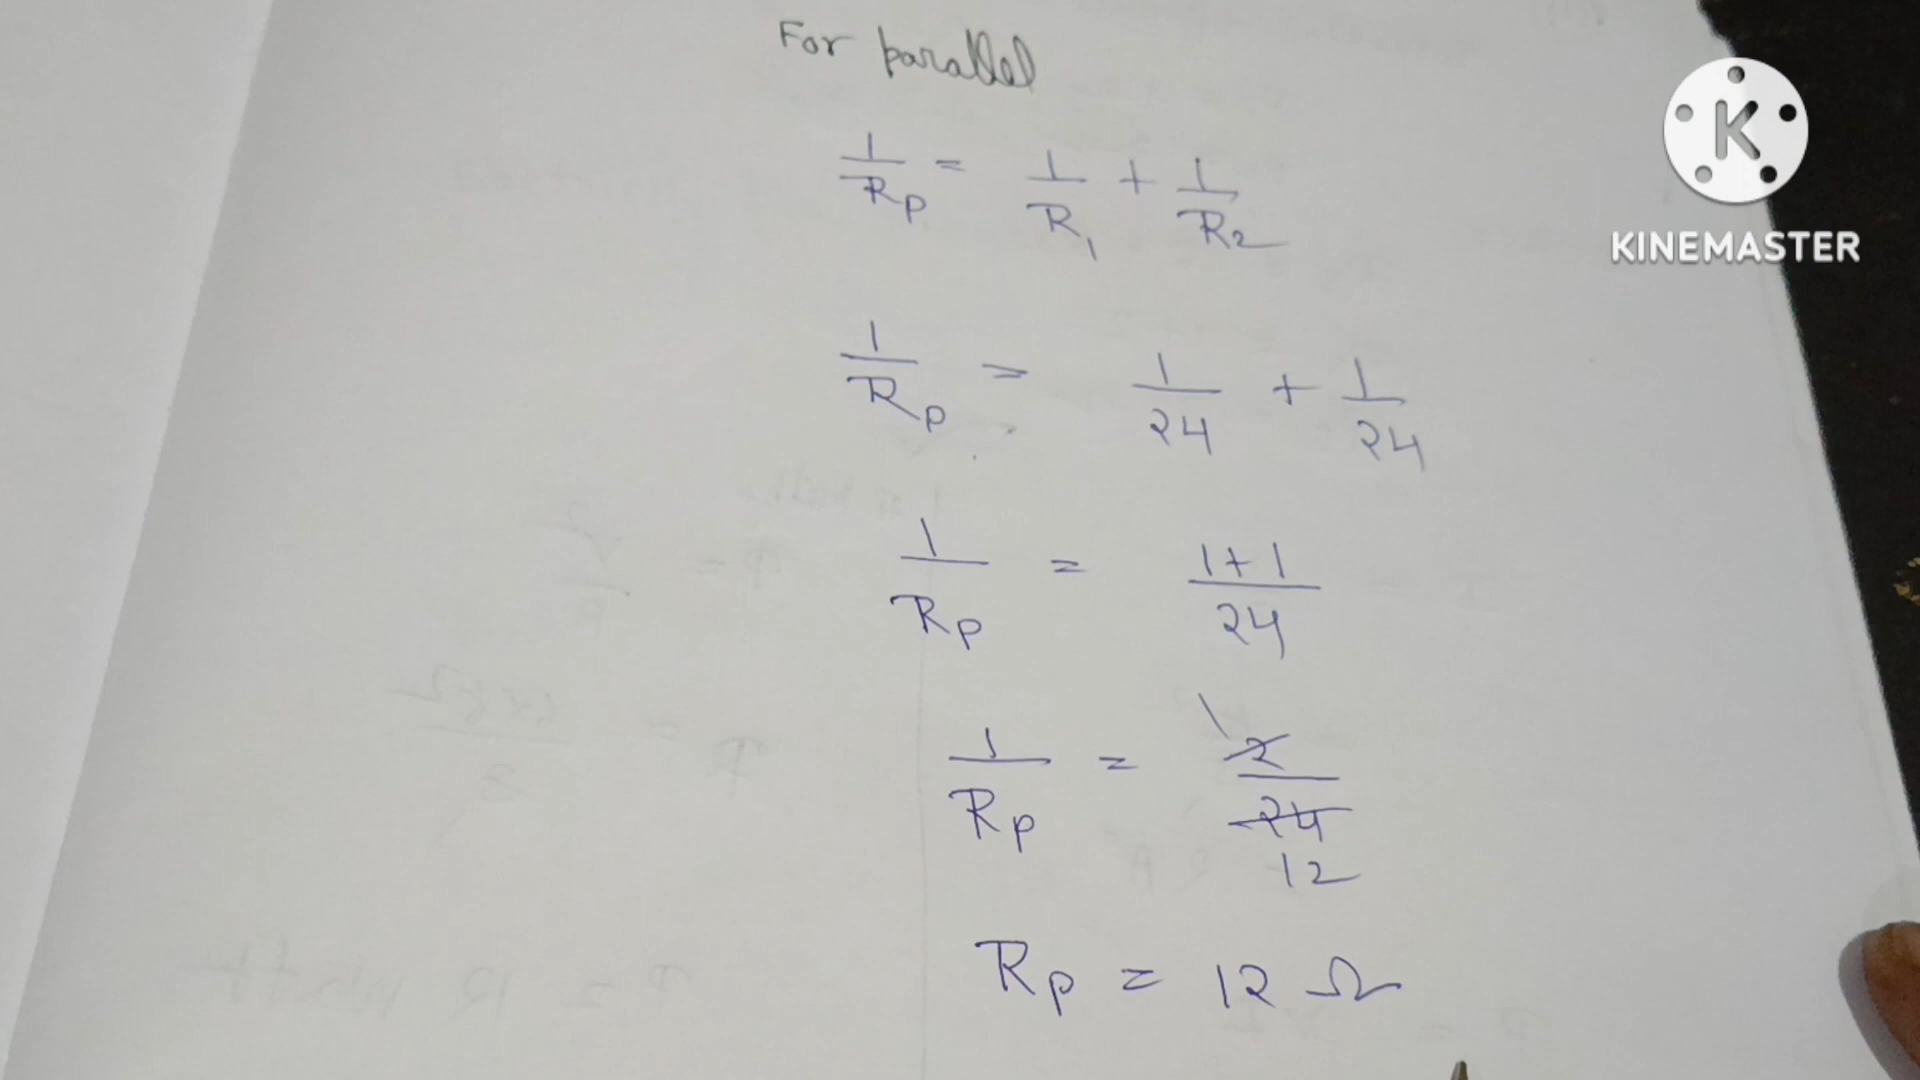 For parallel
K
KINEMASTER
1/Rp = 1/R1 + 1/R2
1/Rp = 1/24 + 1/24
1/Rp = 1+1/24
1/Rp = 1 2/24 12
Rp = 12 Ω